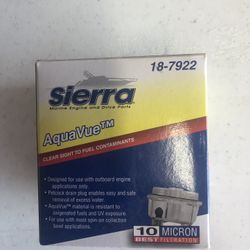 Sierra
Marine Engine and Drive Parts
18-7922
AquaVue™
CLEAR SIGHT TO FUEL CONTAMINANTS
• Designed for use with outboard engine
applications only.
• Petcock drain plug enables easy and safe
removal of excess water.
• AquaVue™ material is resistant to
oxygenated fuels and UV exposure.
• For use with most spin on collection
bowl applications.
10 MICRON
BEST FILTRATION